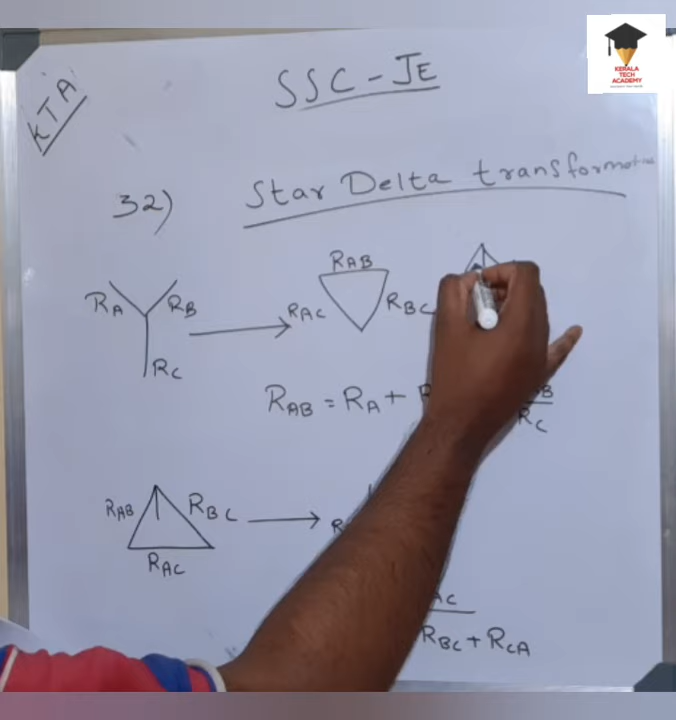 KERALA
TECH
ACADEMY
KTA
SSC - JE
32) Star Delta transformation
RA RB RC
RAB RAC RBC
RAB = RA + R B
RC
RAB RBC RAC
R
AC
RBC + RCA